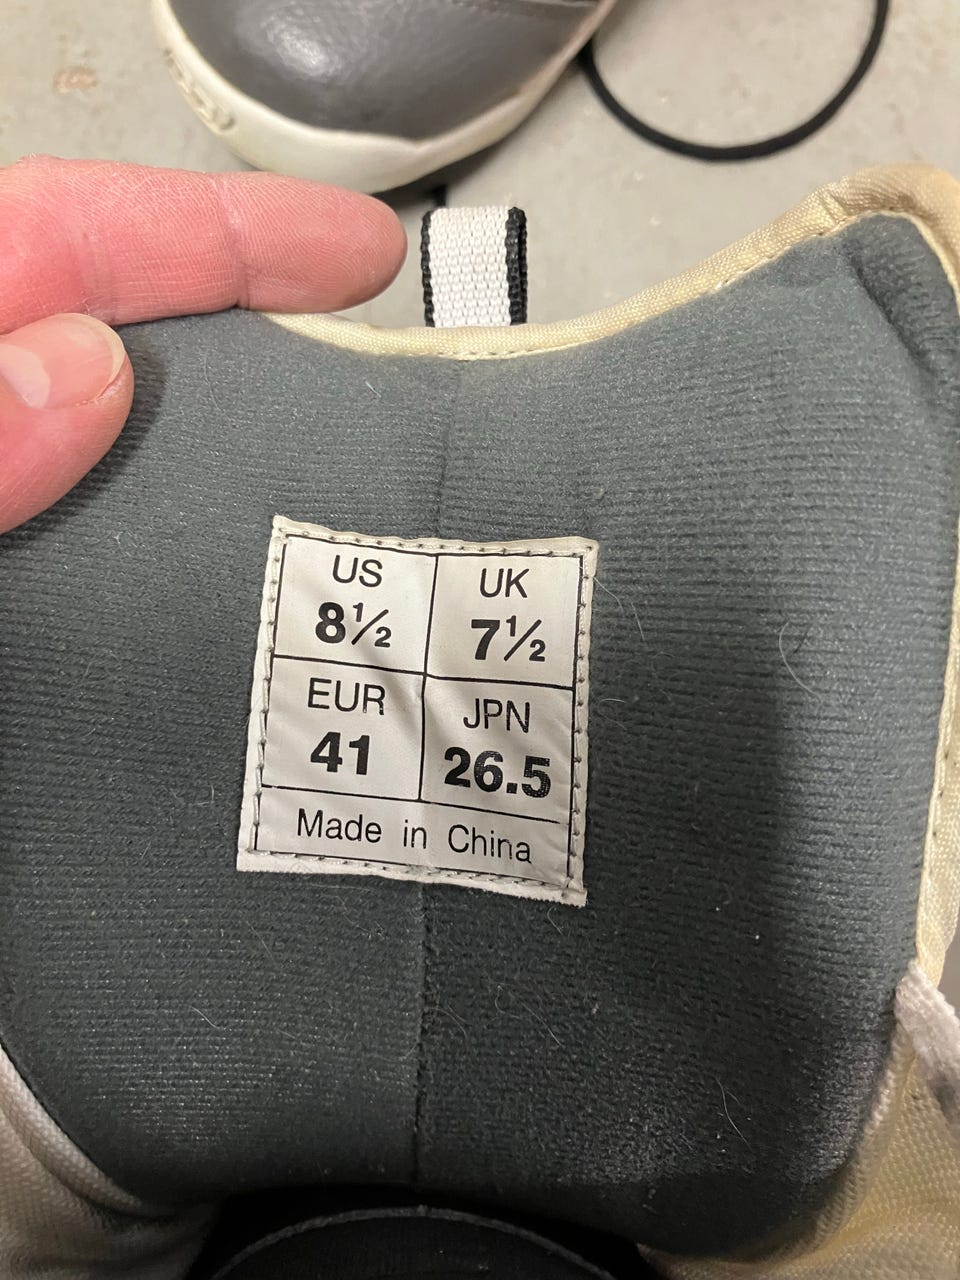 US UK
8½ 7½
EUR JPN
41 26.5
Made in China